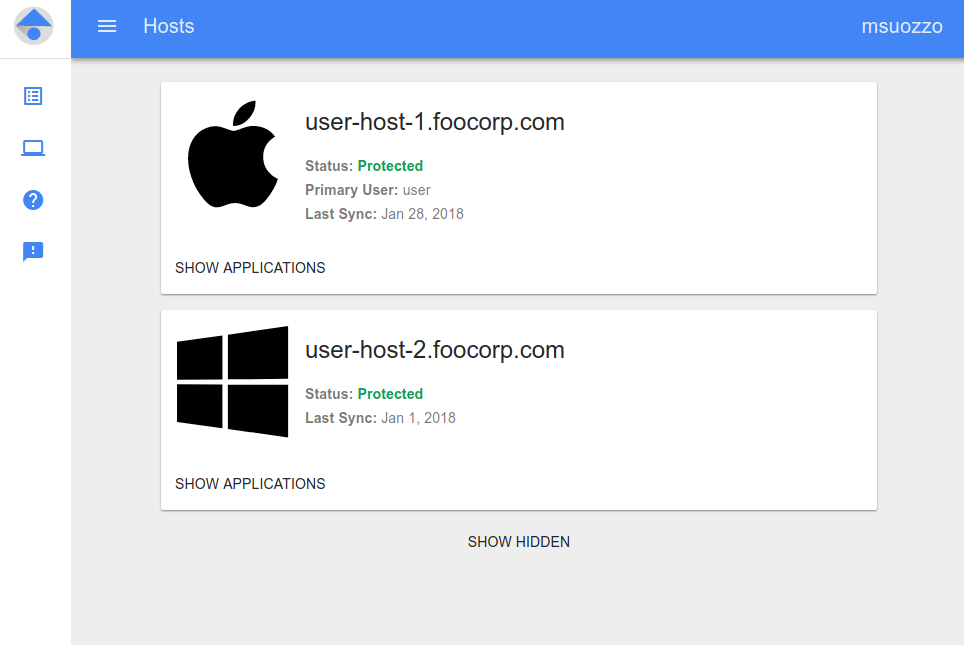 Hosts
msuozzo
user-host-1.foocorp.com
Status: Protected
Primary User: user
Last Sync: Jan 28, 2018
SHOW APPLICATIONS
user-host-2.foocorp.com
Status: Protected
Last Sync: Jan 1, 2018
SHOW APPLICATIONS
SHOW HIDDEN